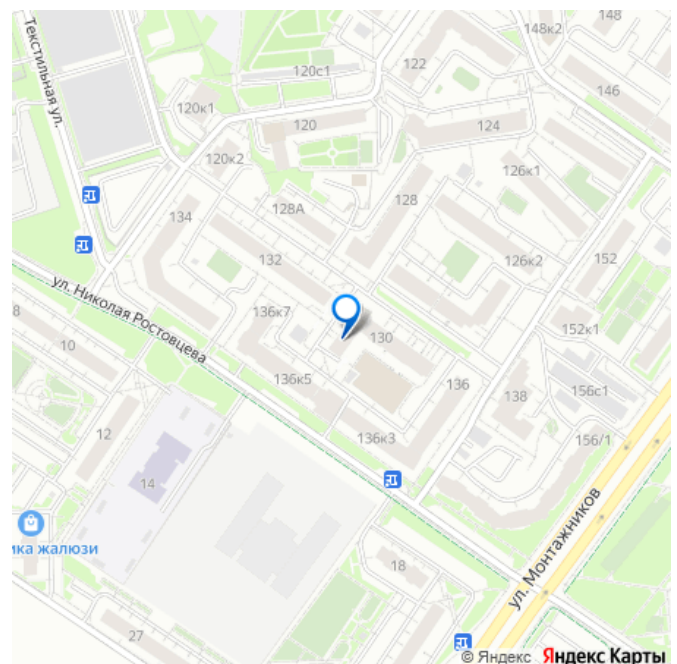 148
148к2
122
120с1
146
Текстильная ул.
120к1
120
124
120к2
126к1
128А
128
134
132
126к2
152
ул. Николая Ростовцева
8
136к7
10
130
152к1
136к5
136
138
156с1
12
136к3
156/1
14
ика жалюзи
18
ул. Монтажников
27
© Яндекс Яндекс Карты